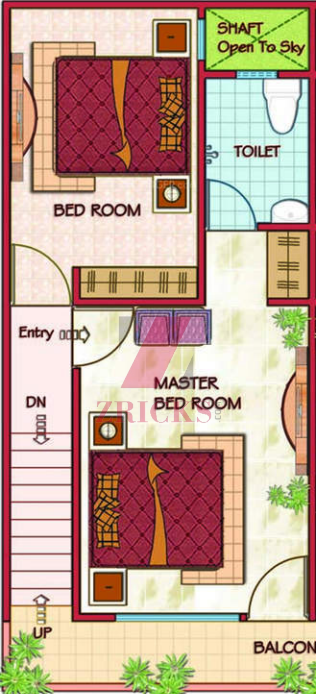 SHAFT
Open To Sky
TOILET
BED ROOM
Entry
MASTER
BED ROOM
DN
ZRICKS
UP
BALCON